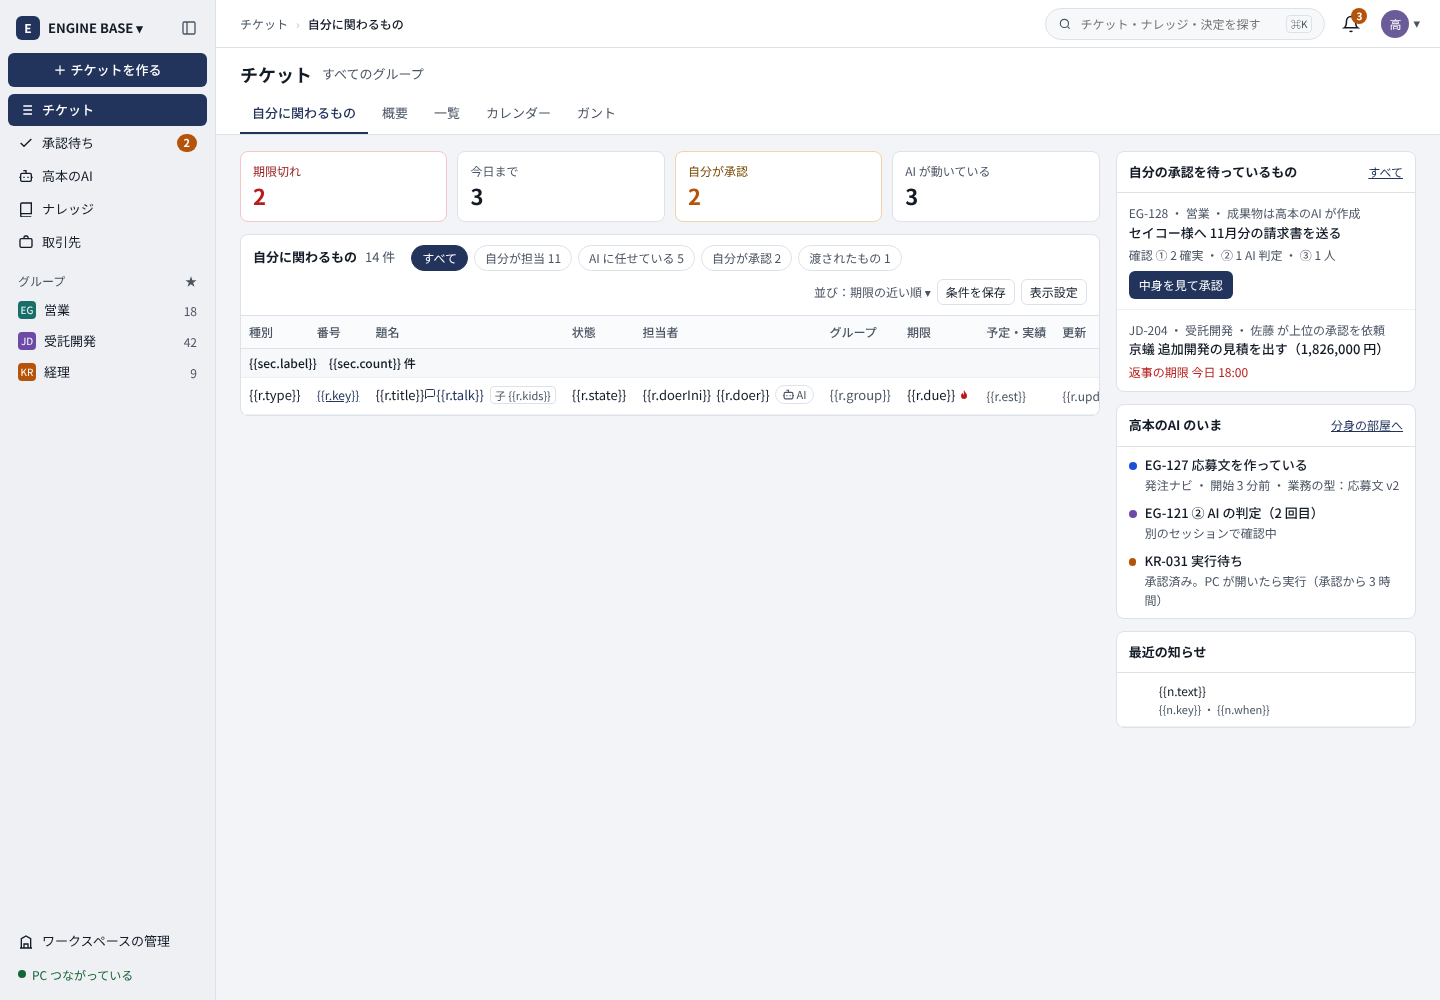 E ENGINE BASE ▾
+ チケットを作る
チケット
承認待ち 2
高本のAI
ナレッジ
取引先
グループ ★
EG 営業 18
JD 受託開発 42
KR 経理 9
ワークスペースの管理
PC つながっている
チケット › 自分に関わるもの
チケット・ナレッジ・決定を探す ⌘K
3
高 ▾
チケット すべてのグループ
自分に関わるもの 概要 一覧 カレンダー ガント
期限切れ
2
今日まで
3
自分が承認
2
AI が動いている
3
自分に関わるもの 14 件 すべて 自分が担当 11 AI に任せている 5 自分が承認 2 渡されたもの 1
並び：期限の近い順 ▾ 条件を保存 表示設定
種別 番号 題名 状態 担当者 グループ 期限 予定・実績 更新
{{sec.label}} {{sec.count}} 件
{{r.type}} {{r.key}} {{r.title}} {{r.talk}} 子 {{r.kids}} {{r.state}} {{r.doerIni}} {{r.doer}} AI {{r.group}} {{r.due}} {{r.est}} {{r.upd
自分の承認を待っているもの すべて
EG-128 ・ 営業 ・ 成果物は高本のAI が作成
セイコー様へ 11月分の請求書を送る
確認 ① 2 確実 ・ ② 1 AI 判定 ・ ③ 1 人
中身を見て承認
JD-204 ・ 受託開発 ・ 佐藤 が上位の承認を依頼
京蟻 追加開発の見積を出す（1,826,000 円）
返事の期限 今日 18:00
高本のAI のいま 分身の部屋へ
EG-127 応募文を作っている
発注ナビ ・ 開始 3 分前 ・ 業務の型：応募文 v2
EG-121 ② AI の判定（2 回目）
別のセッションで確認中
KR-031 実行待ち
承認済み。PC が開いたら実行（承認から 3 時
間）
最近の知らせ
{{n.text}}
{{n.key}} ・ {{n.when}}